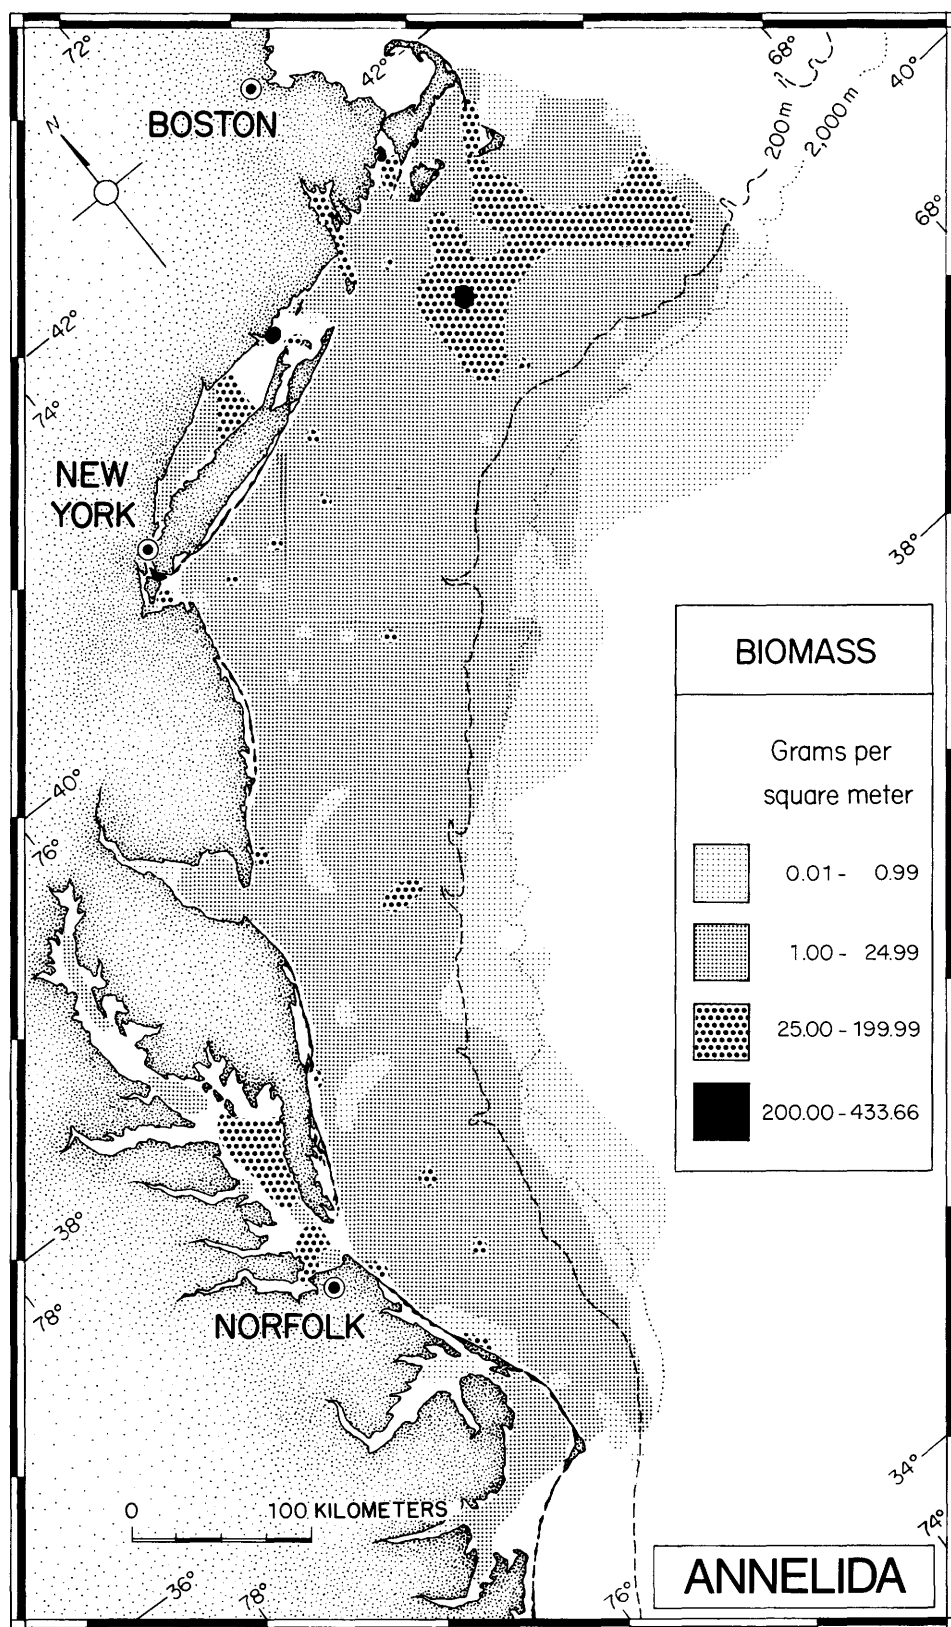 72°
42°
68°
40°
BOSTON
N
200 m
2,000 m
68°
42°
74°
NEW
YORK
38°
BIOMASS
Grams per
square meter
0.01 - 0.99
1.00 - 24.99
25.00 - 199.99
200.00 - 433.66
40°
76°
38°
78°
NORFOLK
34°
74°
0 100 KILOMETERS
36°
78°
76°
ANNELIDA